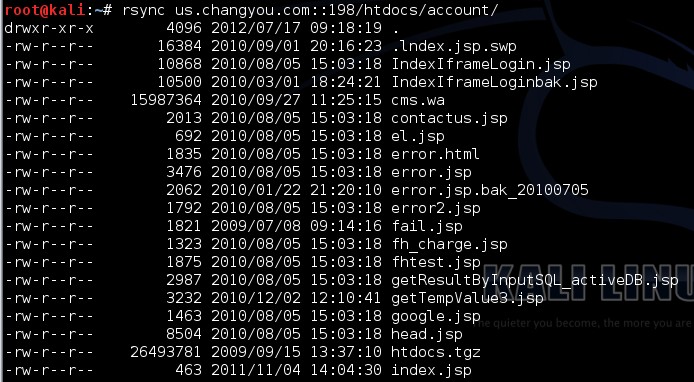 root@kali:~# rsync us.changyou.com::198/htdocs/account/
drwxr-xr-x 4096 2012/07/17 09:18:19 .
-rw-r--r-- 16384 2010/09/01 20:16:23 .lndex.jsp.swp
-rw-r--r-- 10868 2010/08/05 15:03:18 IndexIframeLogin.jsp
-rw-r--r-- 10500 2010/03/01 18:24:21 IndexIframeLoginbak.jsp
-rw-r--r-- 15987364 2010/09/27 11:25:15 cms.wa
-rw-r--r-- 2013 2010/08/05 15:03:18 contactus.jsp
-rw-r--r-- 692 2010/08/05 15:03:18 el.jsp
-rw-r--r-- 1835 2010/08/05 15:03:18 error.html
-rw-r--r-- 3476 2010/08/05 15:03:18 error.jsp
-rw-r--r-- 2062 2010/01/22 21:20:10 error.jsp.bak_20100705
-rw-r--r-- 1792 2010/08/05 15:03:18 error2.jsp
-rw-r--r-- 1821 2009/07/08 09:14:16 fail.jsp
-rw-r--r-- 1323 2010/08/05 15:03:18 fh_charge.jsp
-rw-r--r-- 1875 2010/08/05 15:03:18 fhtest.jsp
-rw-r--r-- 2987 2010/08/05 15:03:18 getResultByInputSQL_activeDB.jsp
-rw-r--r-- 3232 2010/12/02 12:10:41 getTempValue3.jsp
-rw-r--r-- 1463 2010/08/05 15:03:18 google.jsp
-rw-r--r-- 8504 2010/08/05 15:03:18 head.jsp
-rw-r--r-- 26493781 2009/09/15 13:37:10 htdocs.tgz
-rw-r--r-- 463 2011/11/04 14:04:30 index.jsp
KALI LINU
The quieter you become, the more you are